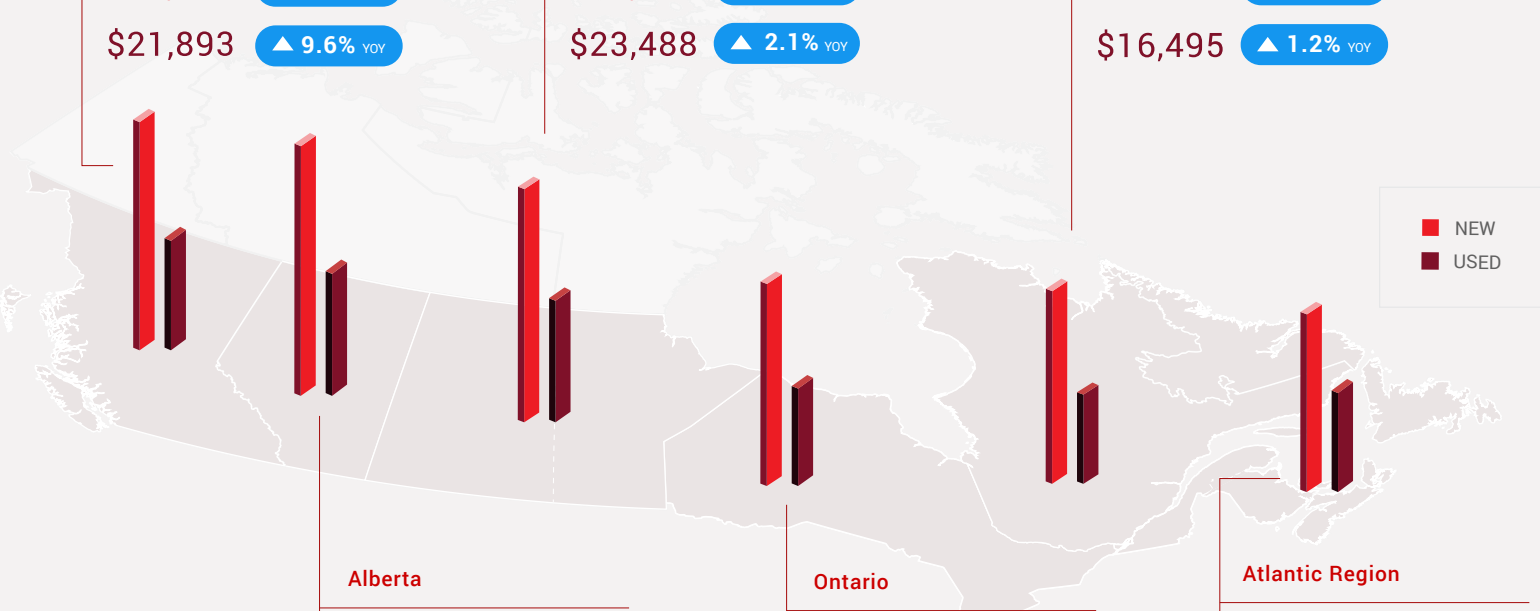 $21,893 ▲ 9.6% YOY
$23,488 ▲ 2.1% YOY
$16,495 ▲ 1.2% YOY
NEW
USED
Alberta
Ontario
Atlantic Region